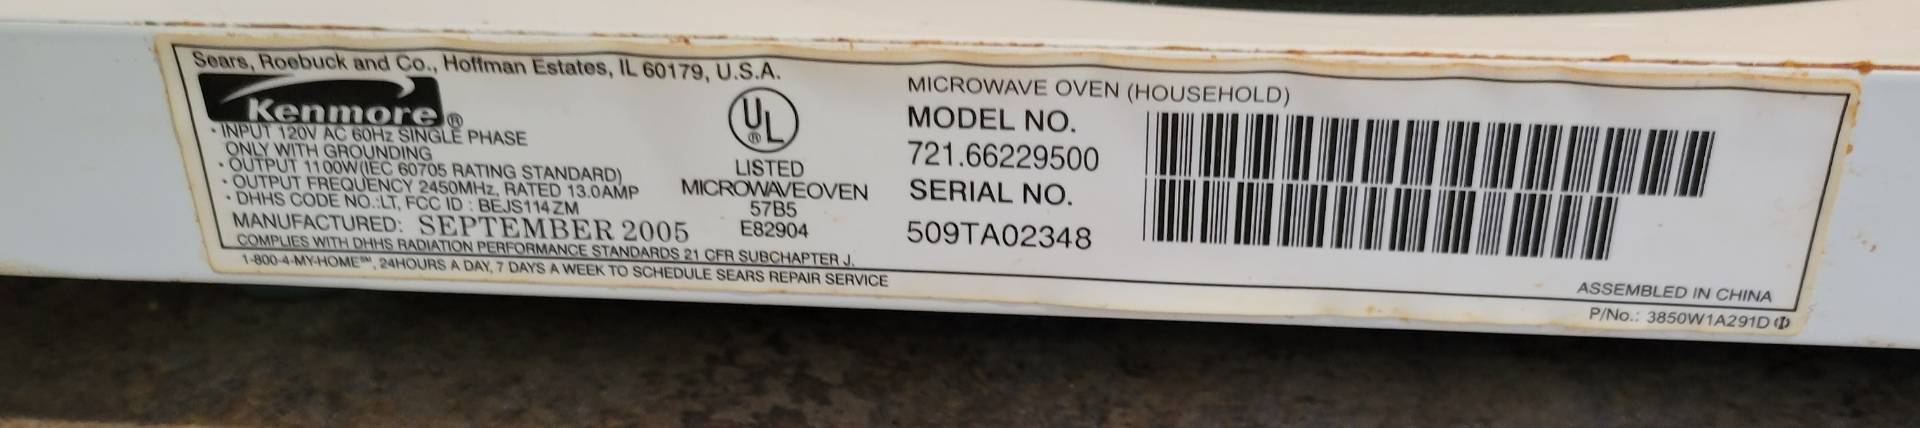 Sears, Roebuck and Co., Hoffman Estates, IL 60179, U.S.A.
Kenmore®
• INPUT 120V AC 60Hz SINGLE PHASE
ONLY WITH GROUNDING
• OUTPUT 1100W(IEC 60705 RATING STANDARD)
• OUTPUT FREQUENCY 2450MHz, RATED 13.0AMP
• DHHS CODE NO.:LT, FCC ID : BEJS114ZM
MANUFACTURED: SEPTEMBER 2005
COMPLIES WITH DHHS RADIATION PERFORMANCE STANDARDS 21 CFR SUBCHAPTER J.
1-800-4-MY-HOME℠, 24HOURS A DAY, 7 DAYS A WEEK TO SCHEDULE SEARS REPAIR SERVICE
UL®
LISTED
MICROWAVEOVEN
57B5
E82904
MICROWAVE OVEN (HOUSEHOLD)
MODEL NO.
721.66229500
SERIAL NO.
509TA02348
ASSEMBLED IN CHINA
P/No.: 3850W1A291D